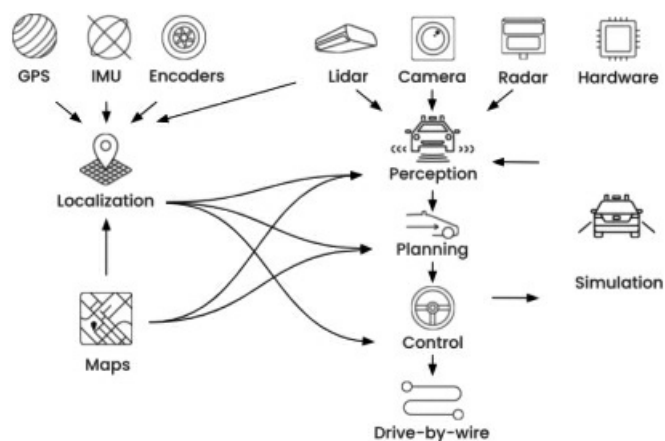 GPS IMU Encoders Lidar Camera Radar Hardware
Perception
Localization
Planning
Simulation
Control
Maps
Drive-by-wire